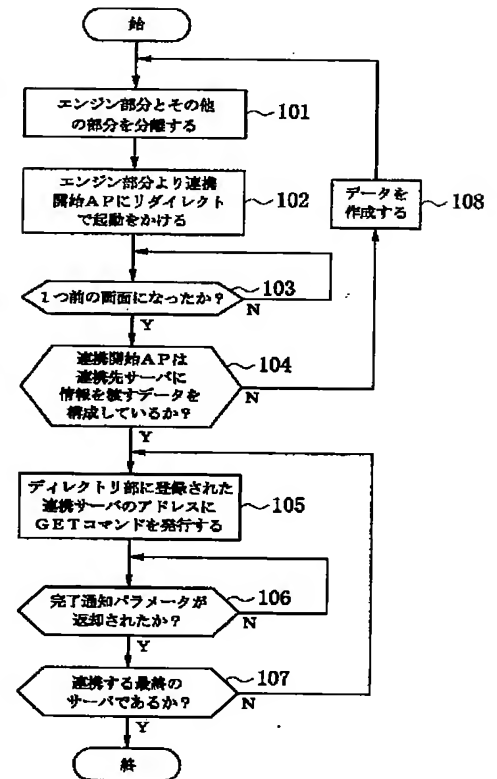 始
エンジン部分とその他
の部分を分離する
101
エンジン部分より連携
開始APにリダイレクト
で起動をかける
102
データを
作成する
108
1つ前の画面になったか?
103
N
Y
連携開始APは
連携先サーバに
情報を渡すデータを
構成しているか?
104
N
Y
ディレクトリ部に登録された
連携サーバのアドレスに
GETコマンドを発行する
105
完了通知パラメータが
返却されたか?
106
N
Y
連携する最終の
サーバであるか?
107
N
Y
終